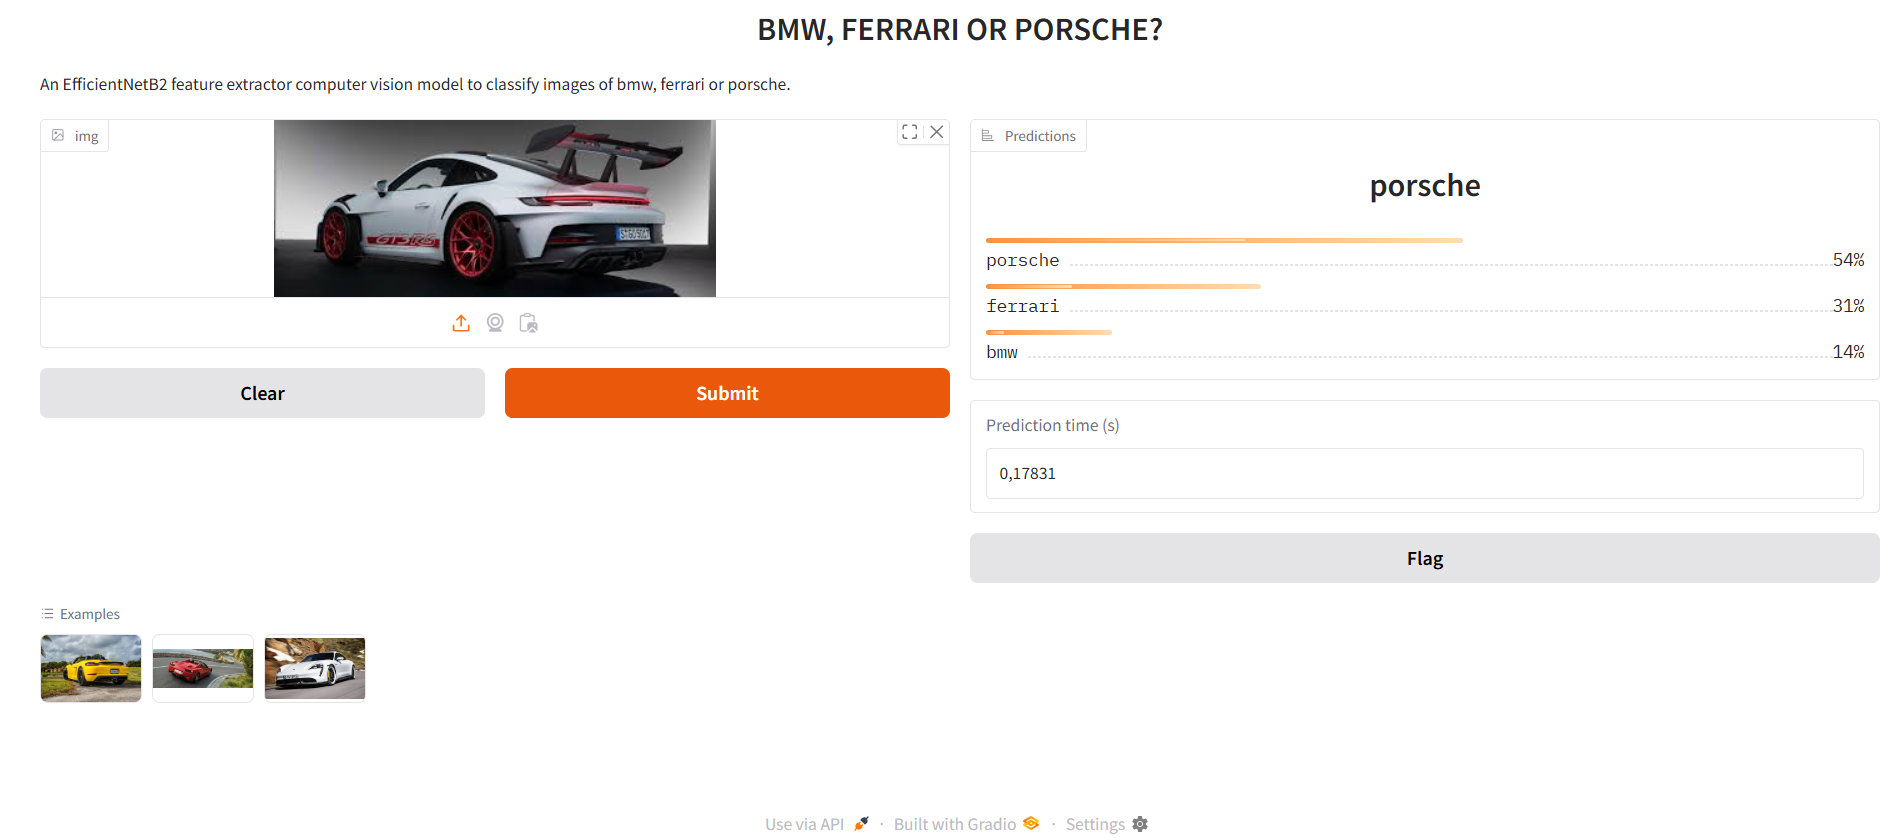 BMW, FERRARI OR PORSCHE?
An EfficientNetB2 feature extractor computer vision model to classify images of bmw, ferrari or porsche.
img
GT3 RS
Clear
Submit
Predictions
porsche
porsche 54%
ferrari 31%
bmw 14%
Prediction time (s)
0,17831
Flag
Examples
Use via API · Built with Gradio · Settings